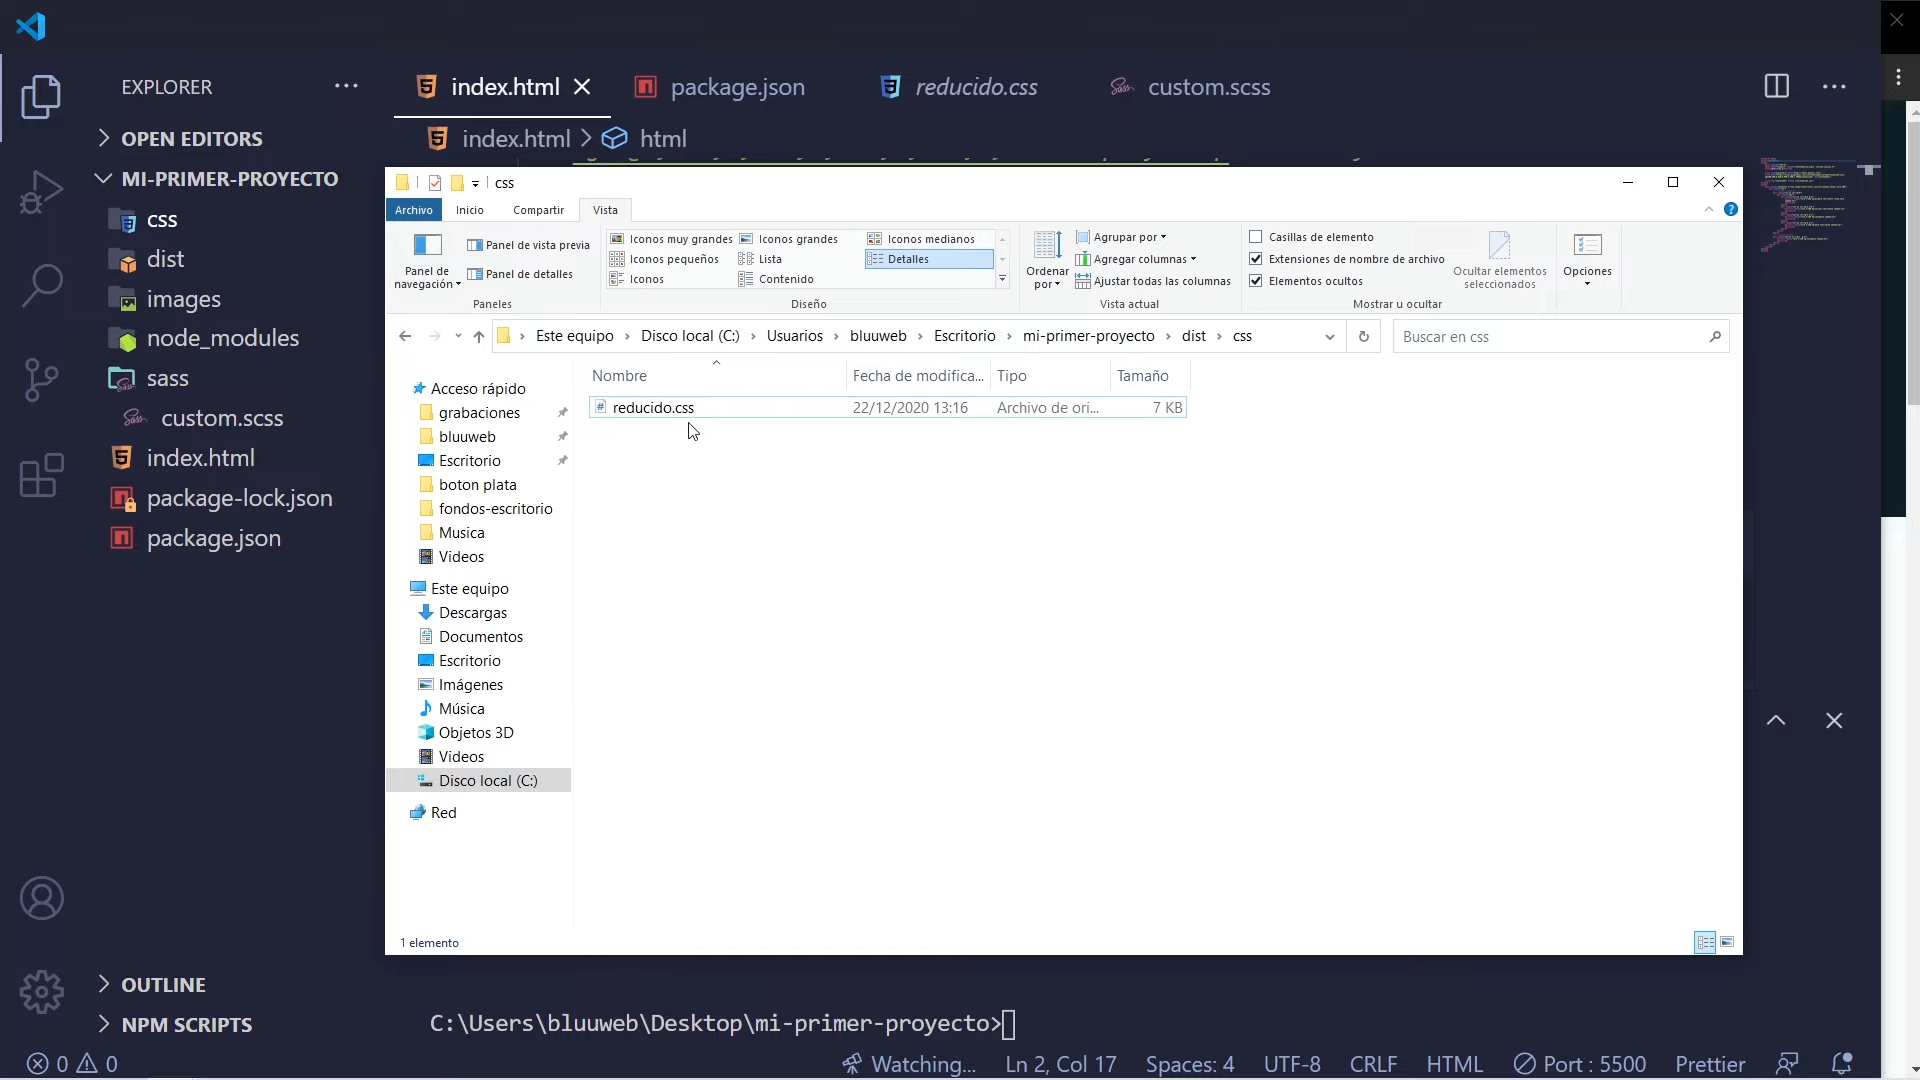 EXPLORER
index.html
package.json
reducido.css
custom.scss
OPEN EDITORS
index.html > html
MI-PRIMER-PROYECTO
css
dist
images
node_modules
sass
custom.scss
index.html
package-lock.json
package.json
OUTLINE
NPM SCRIPTS
css
Archivo Inicio Compartir Vista
Panel de navegación
Panel de vista previa
Panel de detalles
Paneles
Iconos muy grandes Iconos grandes Iconos medianos
Iconos pequeños Lista Detalles
Iconos Contenido
Diseño
Ordenar por
Agrupar por
Agregar columnas
Ajustar todas las columnas
Vista actual
Casillas de elemento
Extensiones de nombre de archivo
Elementos ocultos
Ocultar elementos seleccionados
Mostrar u ocultar
Opciones
Este equipo > Disco local (C:) > Usuarios > bluuweb > Escritorio > mi-primer-proyecto > dist > css
Buscar en css
Nombre Fecha de modifica... Tipo Tamaño
reducido.css 22/12/2020 13:16 Archivo de ori... 7 KB
Acceso rápido
grabaciones
bluuweb
Escritorio
boton plata
fondos-escritorio
Musica
Videos
Este equipo
Descargas
Documentos
Escritorio
Imágenes
Música
Objetos 3D
Videos
Disco local (C:)
Red
1 elemento
C:\Users\bluuweb\Desktop\mi-primer-proyecto>
0 0 Watching... Ln 2, Col 17 Spaces: 4 UTF-8 CRLF HTML Port : 5500 Prettier